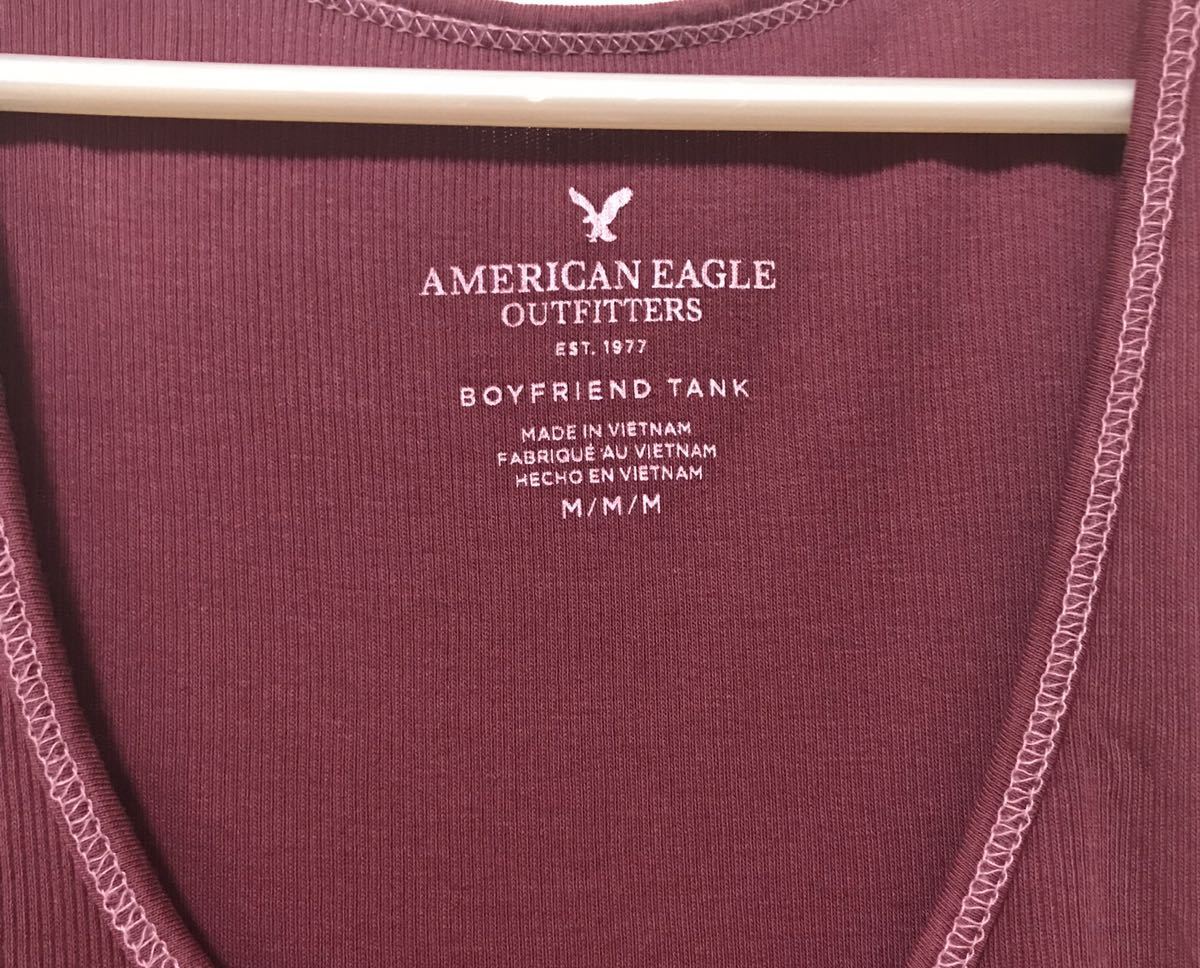 AMERICAN EAGLE
OUTFITTERS
EST. 1977
BOYFRIEND TANK
MADE IN VIETNAM
FABRIQUÉ AU VIETNAM
HECHO EN VIETNAM
M/M/M